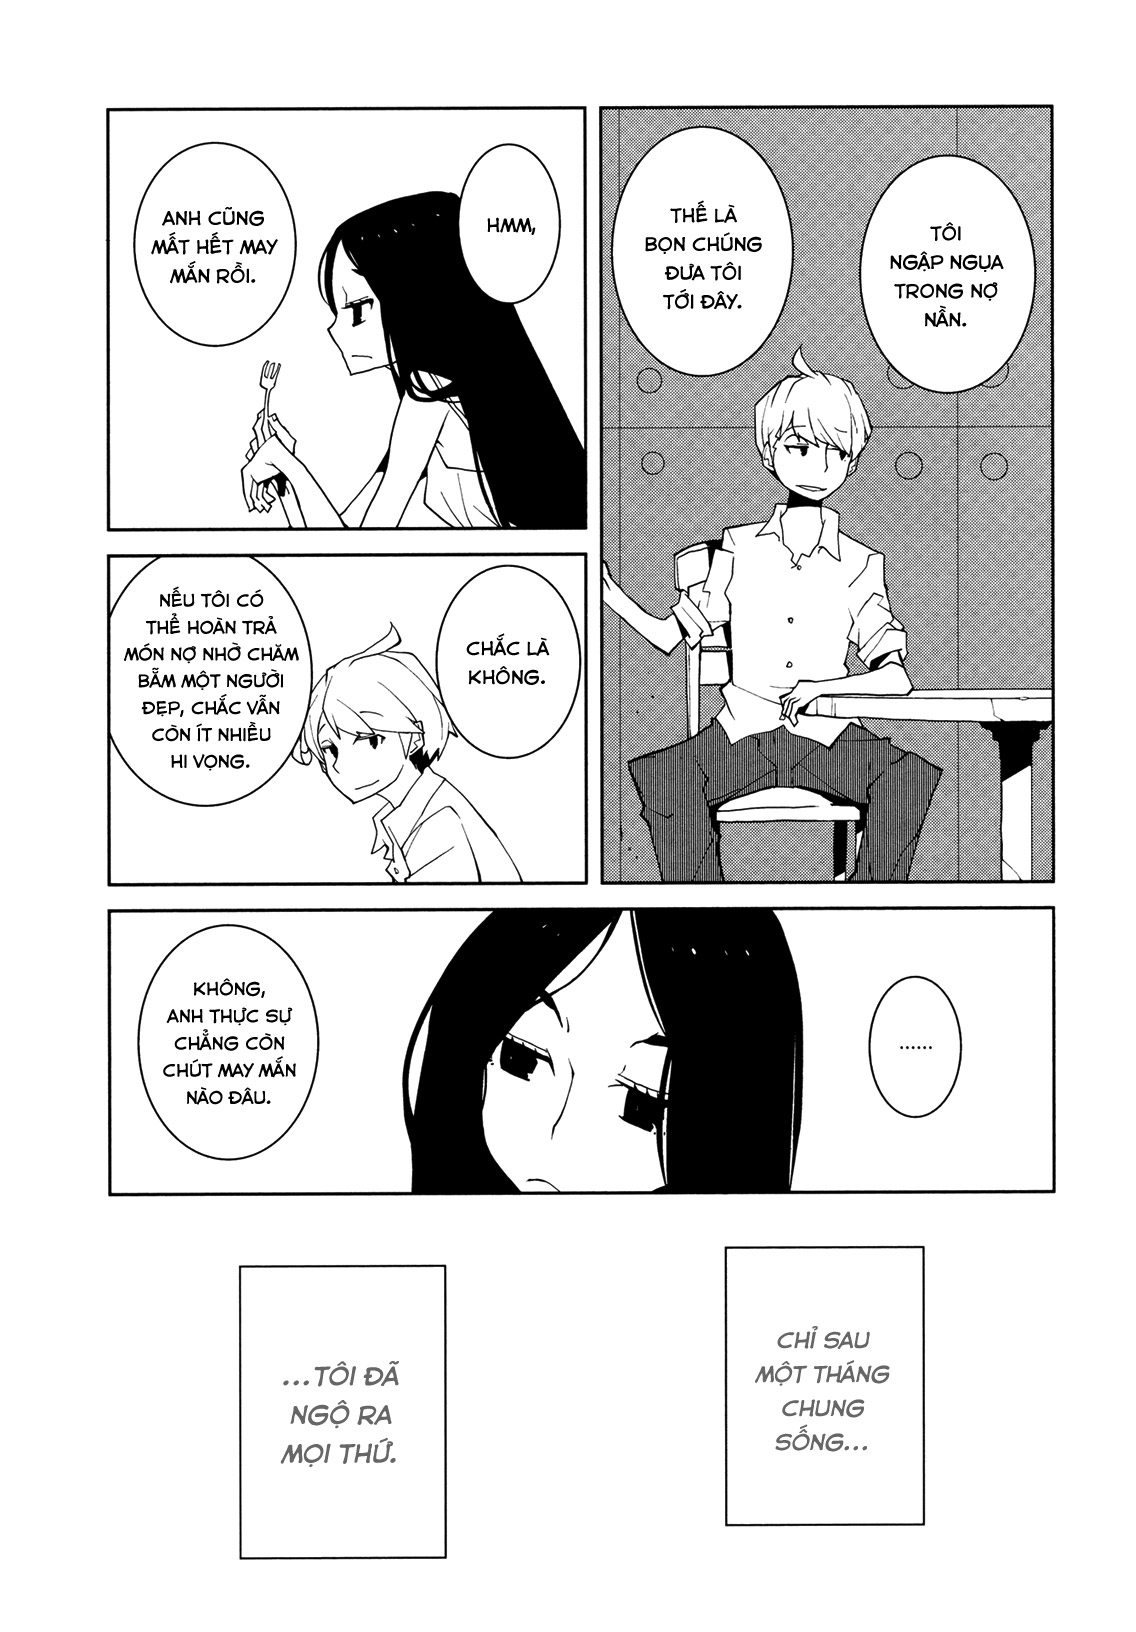 TÔI
NGẬP NGỤA
TRONG NỢ
NẦN.
THẾ LÀ
BỌN CHÚNG
ĐƯA TÔI
TỚI ĐÂY.
HMM,
ANH CŨNG
MẤT HẾT MAY
MẮN RỒI.
CHẮC LÀ
KHÔNG.
NẾU TÔI CÓ
THỂ HOÀN TRẢ
MÓN NỢ NHỜ CHĂM
BẴM MỘT NGƯỜI
ĐẸP, CHẮC VẪN
CÒN ÍT NHIỀU
HI VỌNG.
......
KHÔNG,
ANH THỰC SỰ
CHẲNG CÒN
CHÚT MAY MẮN
NÀO ĐÂU.
CHỈ SAU
MỘT THÁNG
CHUNG
SỐNG...
...TÔI ĐÃ
NGỘ RA
MỌI THỨ.